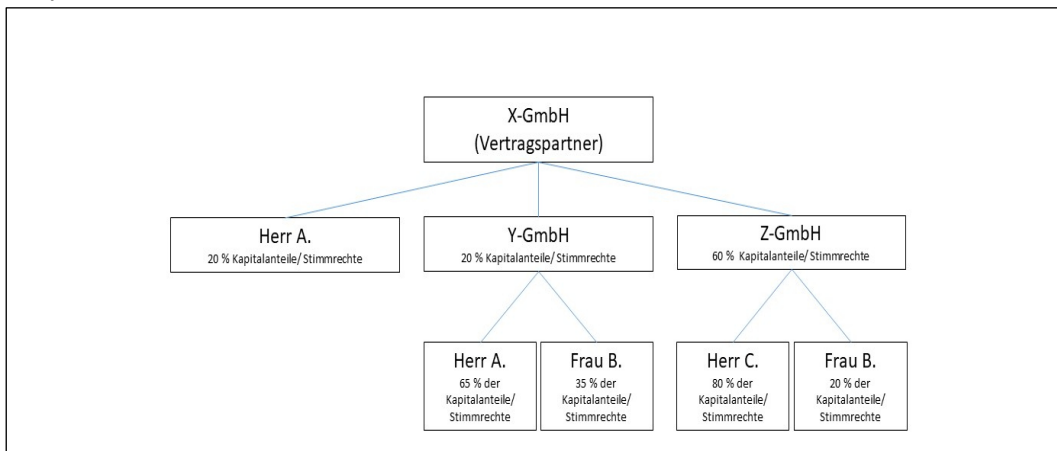 X-GmbH
(Vertragspartner)
Herr A.
20 % Kapitalanteile/ Stimmrechte
Y-GmbH
20 % Kapitalanteile/ Stimmrechte
Z-GmbH
60 % Kapitalanteile/ Stimmrechte
Herr A.
65 % der
Kapitalanteile/
Stimmrechte
Frau B.
35 % der
Kapitalanteile/
Stimmrechte
Herr C.
80 % der
Kapitalanteile/
Stimmrechte
Frau B.
20 % der
Kapitalanteile/
Stimmrechte